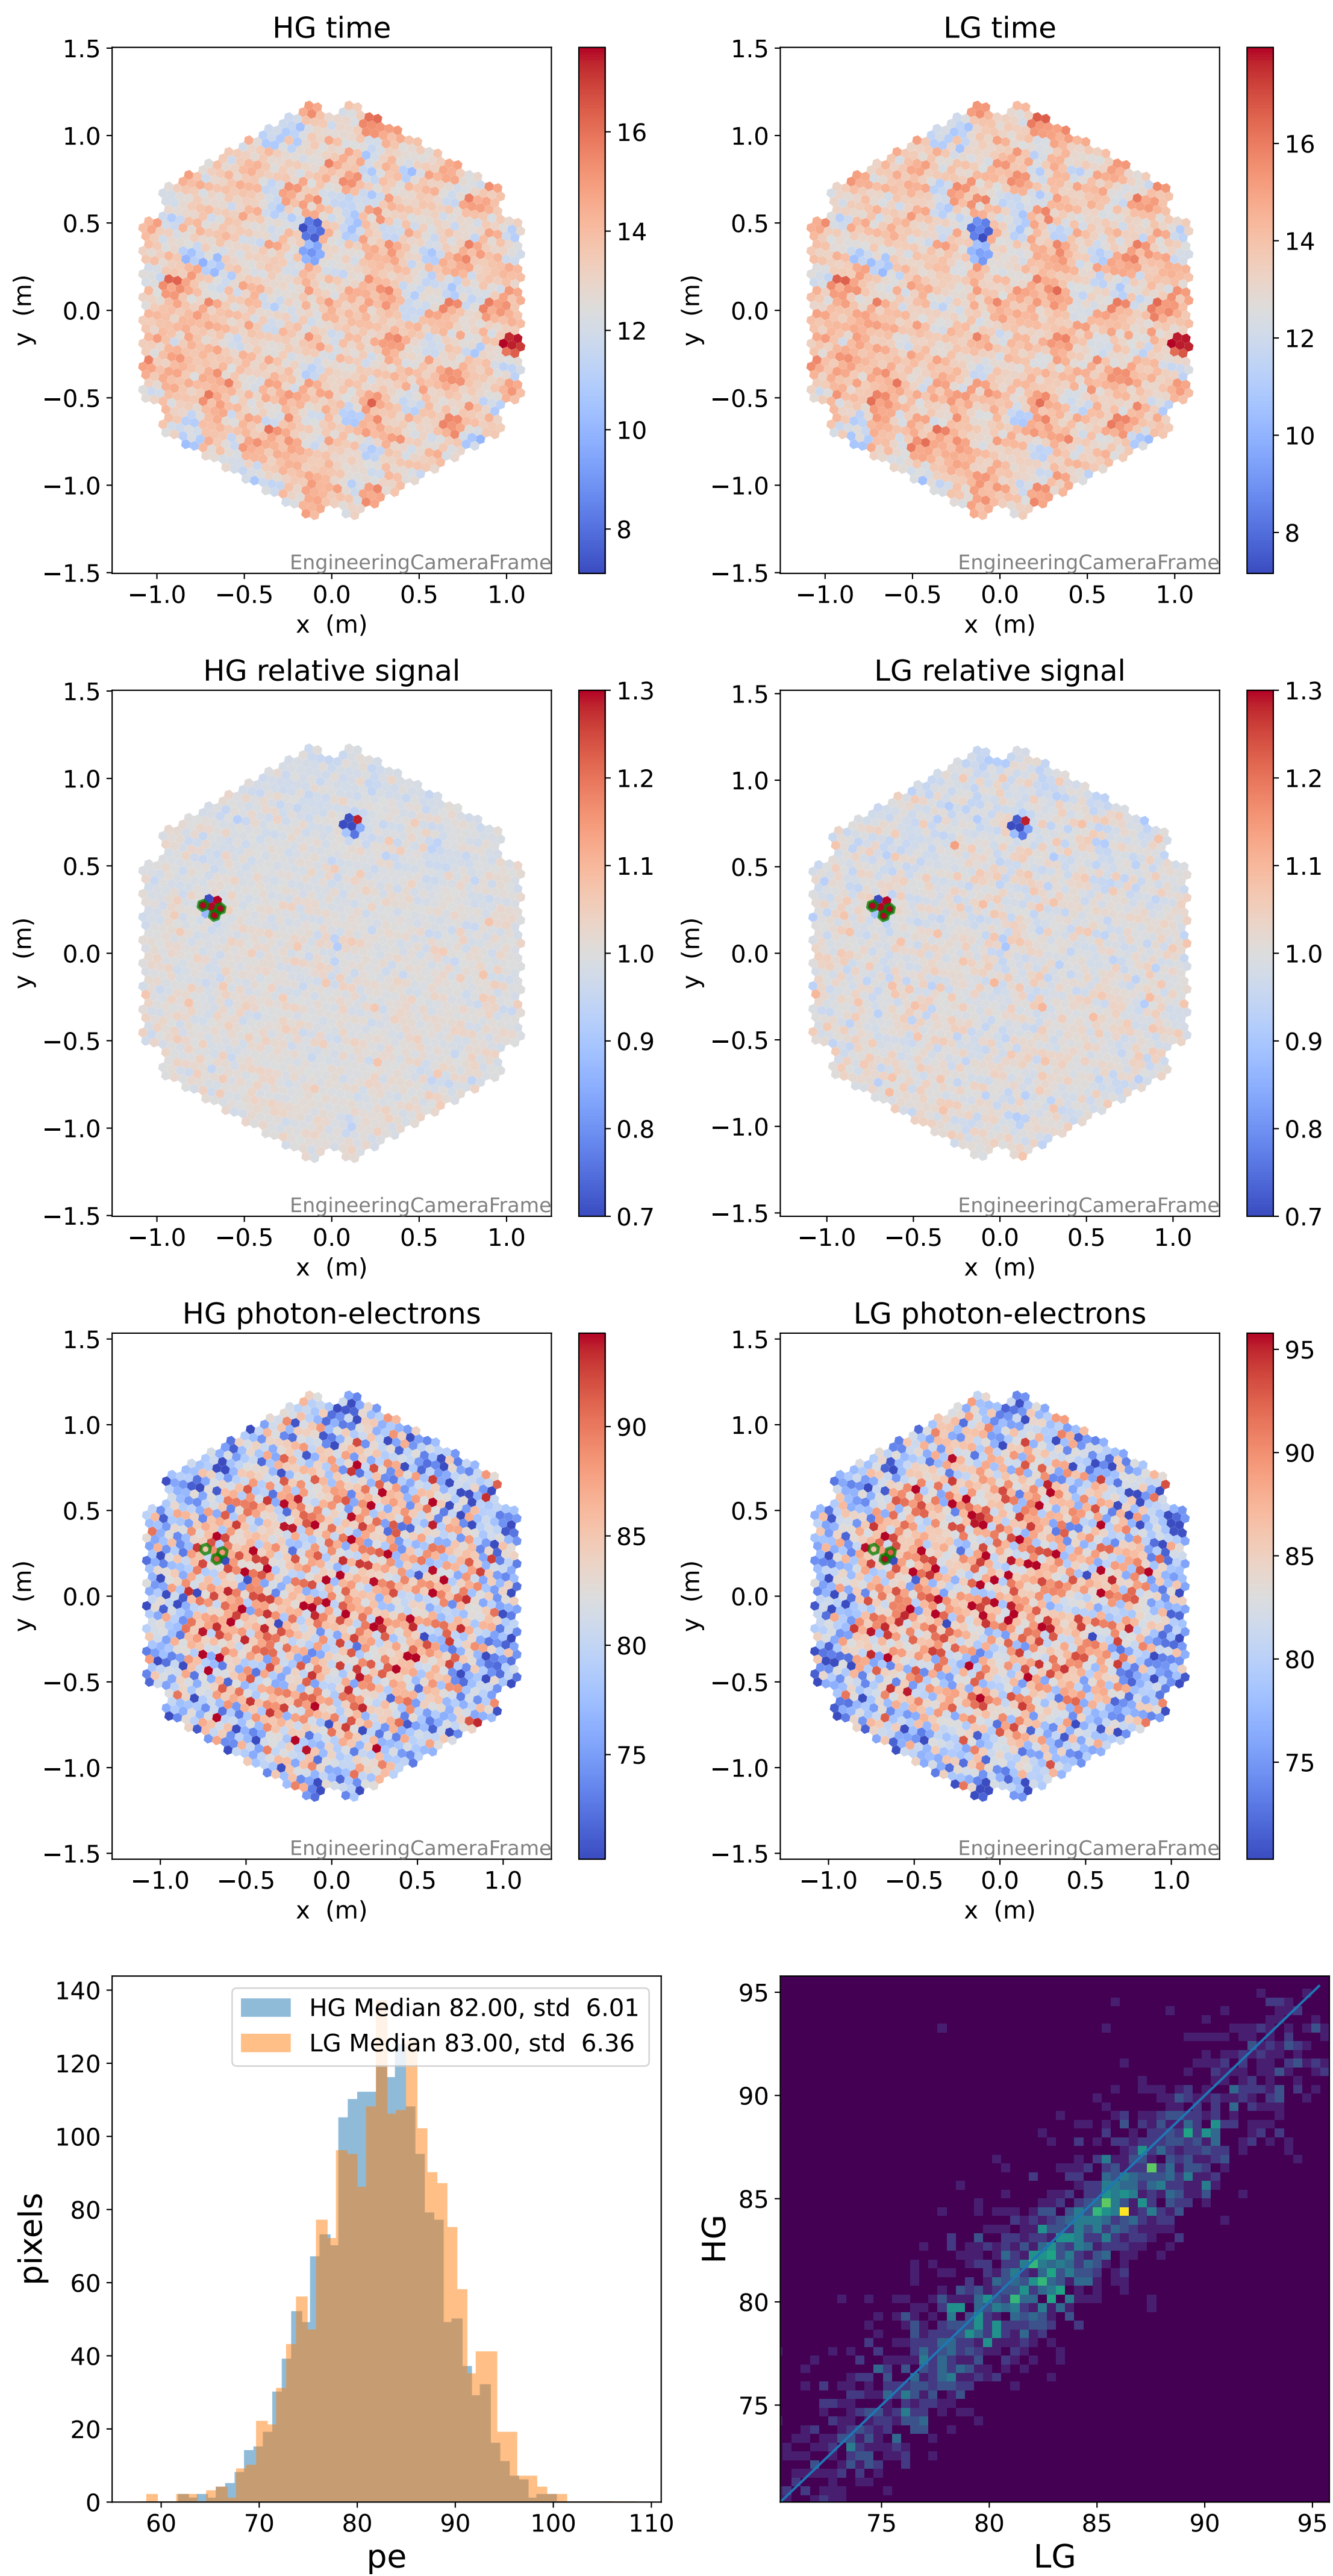 HG time
LG time
1.5
1.0
0.5
0.0
−0.5
−1.0
−1.5
y (m)
−1.0 −0.5 0.0 0.5 1.0
x (m)
EngineeringCameraFrame
16
14
12
10
8
1.5
1.0
0.5
0.0
−0.5
−1.0
−1.5
y (m)
−1.0 −0.5 0.0 0.5 1.0
x (m)
EngineeringCameraFrame
16
14
12
10
8
HG relative signal
LG relative signal
1.5
1.0
0.5
0.0
−0.5
−1.0
−1.5
y (m)
−1.0 −0.5 0.0 0.5 1.0
x (m)
EngineeringCameraFrame
1.3
1.2
1.1
1.0
0.9
0.8
0.7
1.5
1.0
0.5
0.0
−0.5
−1.0
−1.5
y (m)
−1.0 −0.5 0.0 0.5 1.0
x (m)
EngineeringCameraFrame
1.3
1.2
1.1
1.0
0.9
0.8
0.7
HG photon-electrons
LG photon-electrons
1.5
1.0
0.5
0.0
−0.5
−1.0
−1.5
y (m)
−1.0 −0.5 0.0 0.5 1.0
x (m)
EngineeringCameraFrame
90
85
80
75
1.5
1.0
0.5
0.0
−0.5
−1.0
−1.5
y (m)
−1.0 −0.5 0.0 0.5 1.0
x (m)
EngineeringCameraFrame
95
90
85
80
75
HG Median 82.00, std 6.01
LG Median 83.00, std 6.36
140
120
100
80
60
40
20
0
pixels
60 70 80 90 100 110
pe
95
90
85
80
75
HG
75 80 85 90 95
LG